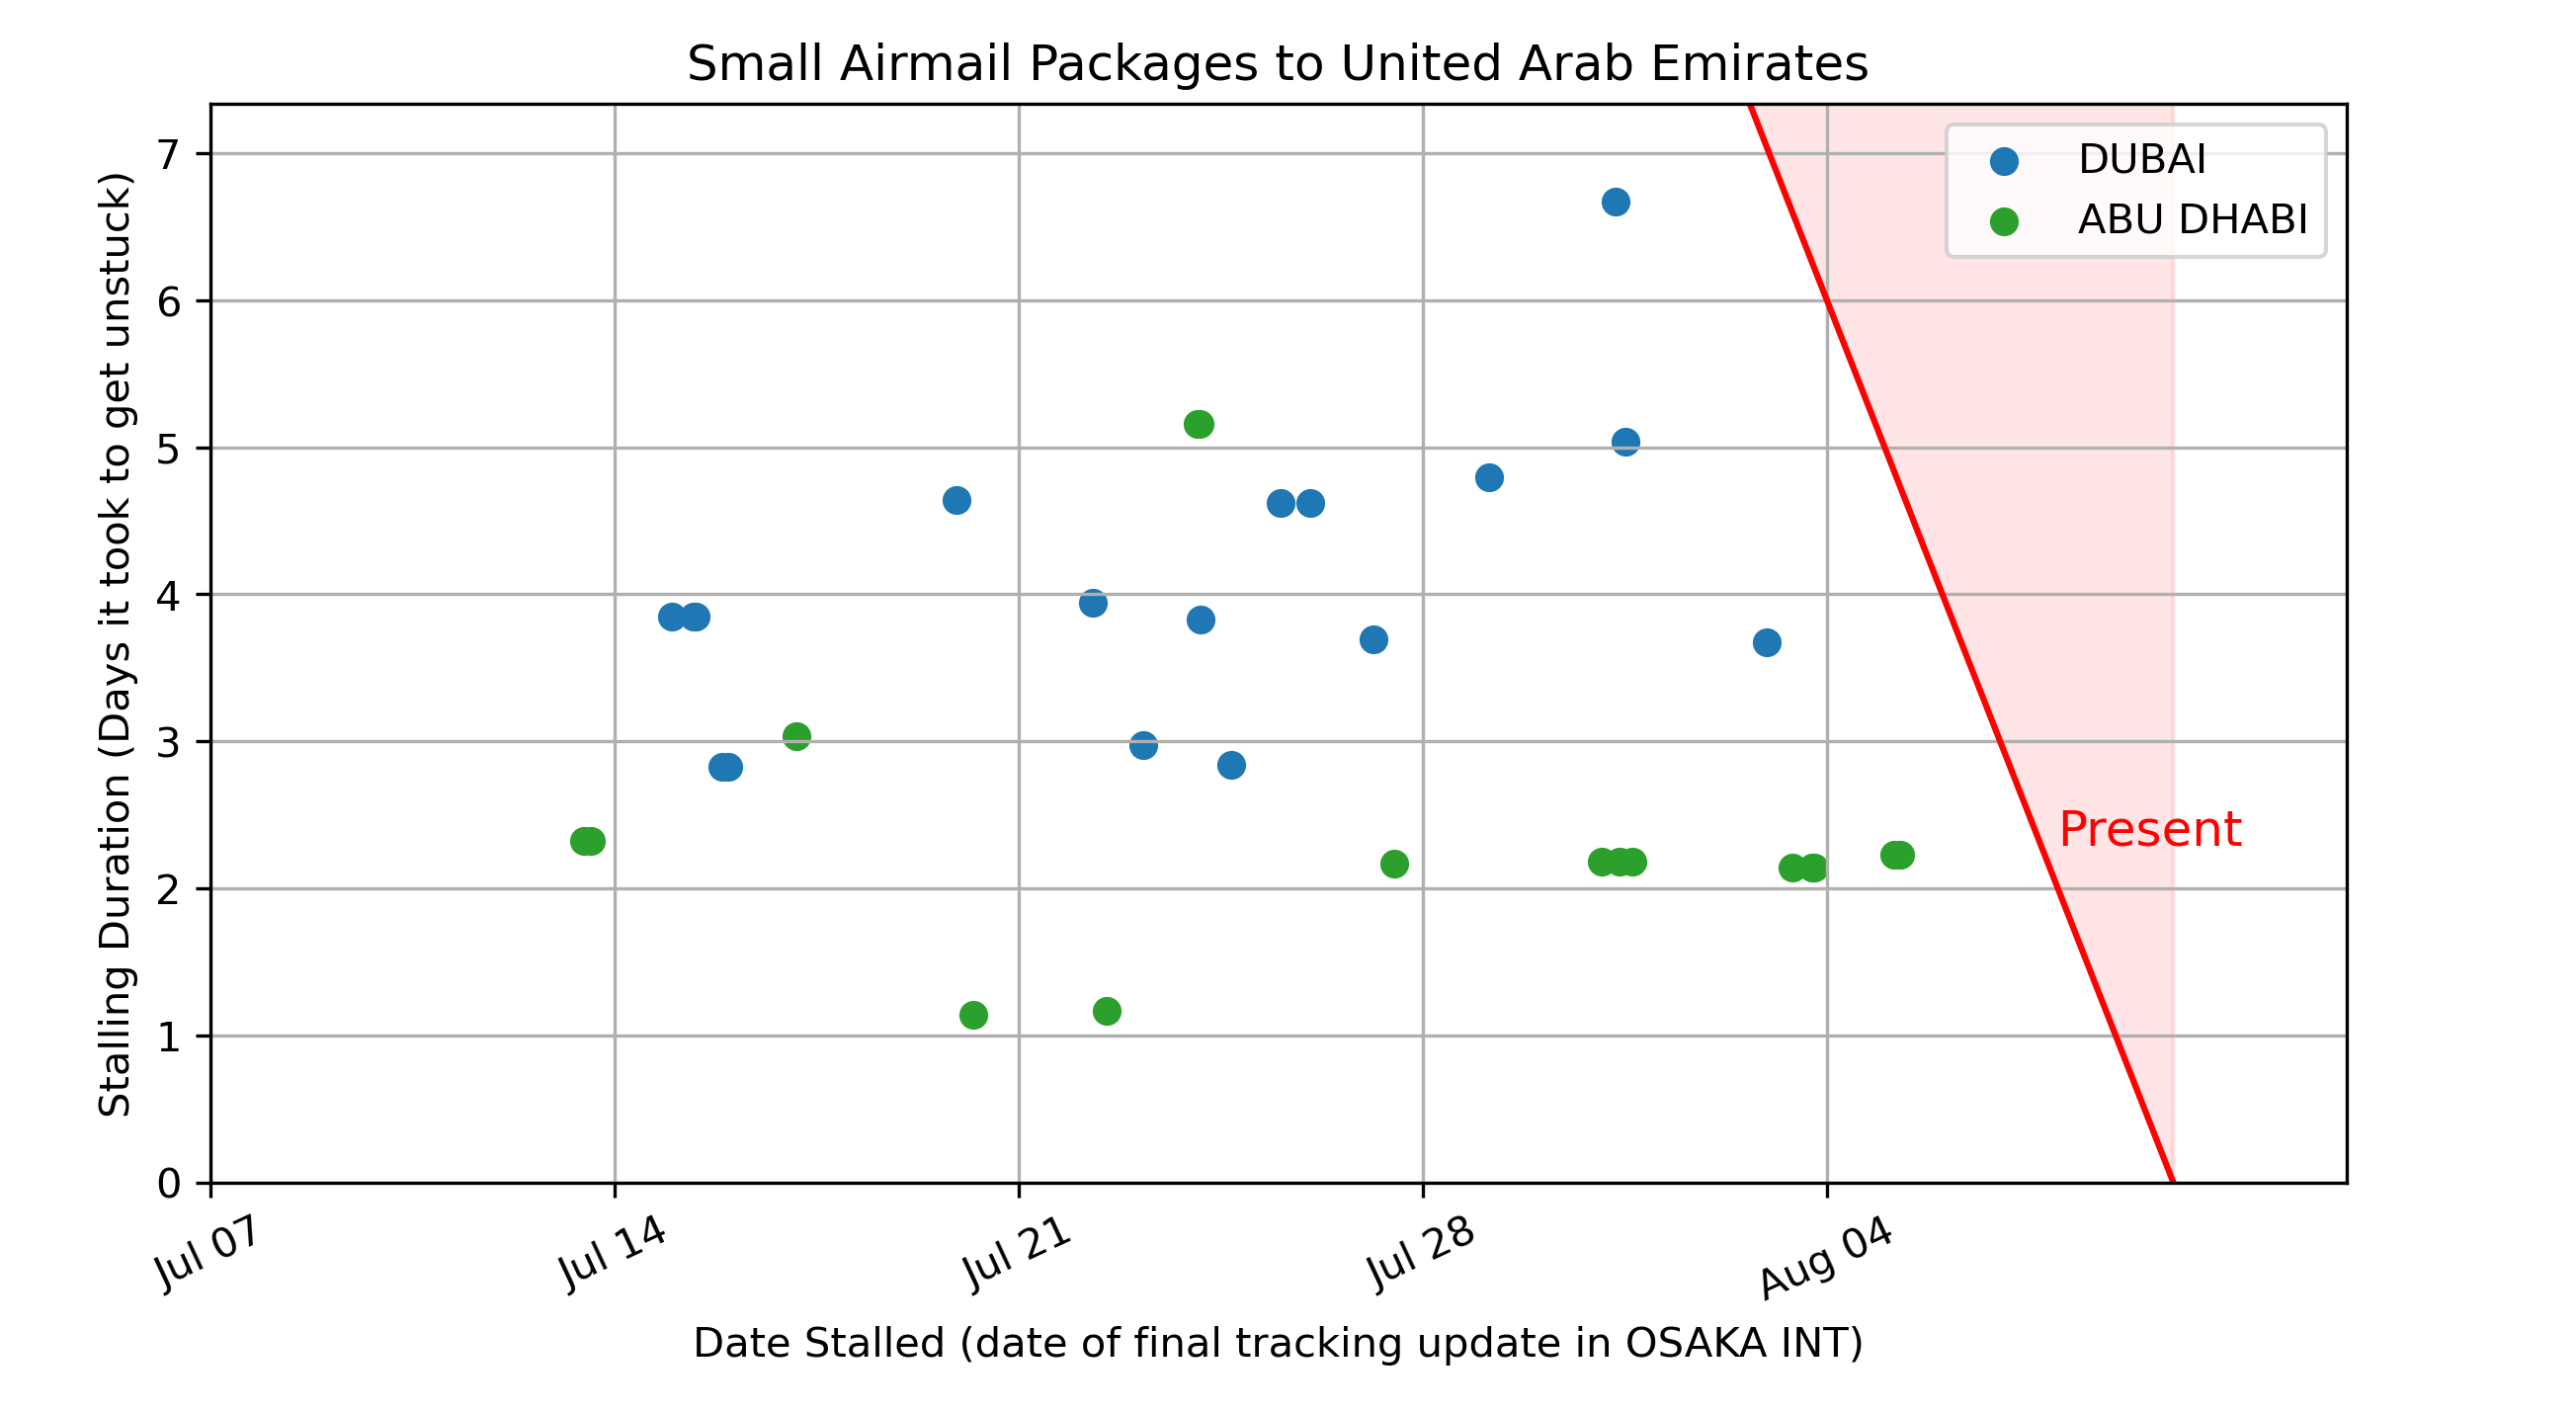 Small Airmail Packages to United Arab Emirates
Stalling Duration (Days it took to get unstuck)
7
6
5
4
3
2
1
0
DUBAI
ABU DHABI
Present
Jul 07
Jul 14
Jul 21
Jul 28
Aug 04
Date Stalled (date of final tracking update in OSAKA INT)